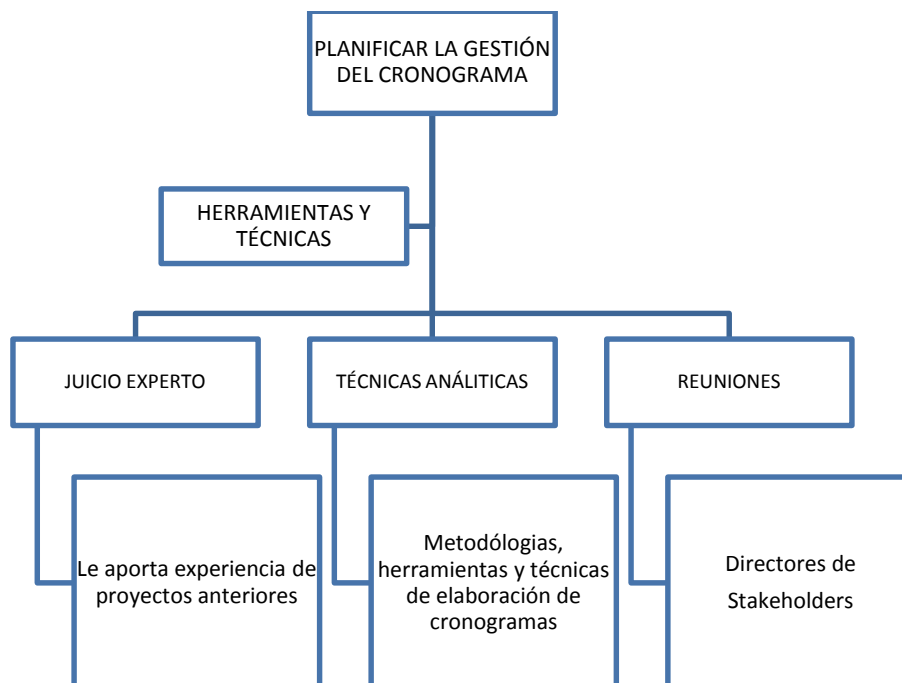 PLANIFICAR LA GESTIÓN
DEL CRONOGRAMA
HERRAMIENTAS Y
TÉCNICAS
JUICIO EXPERTO
TÉCNICAS ANÁLITICAS
REUNIONES
Le aporta experiencia de
proyectos anteriores
Metodólogias,
herramientas y técnicas
de elaboración de
cronogramas
Directores de
Stakeholders